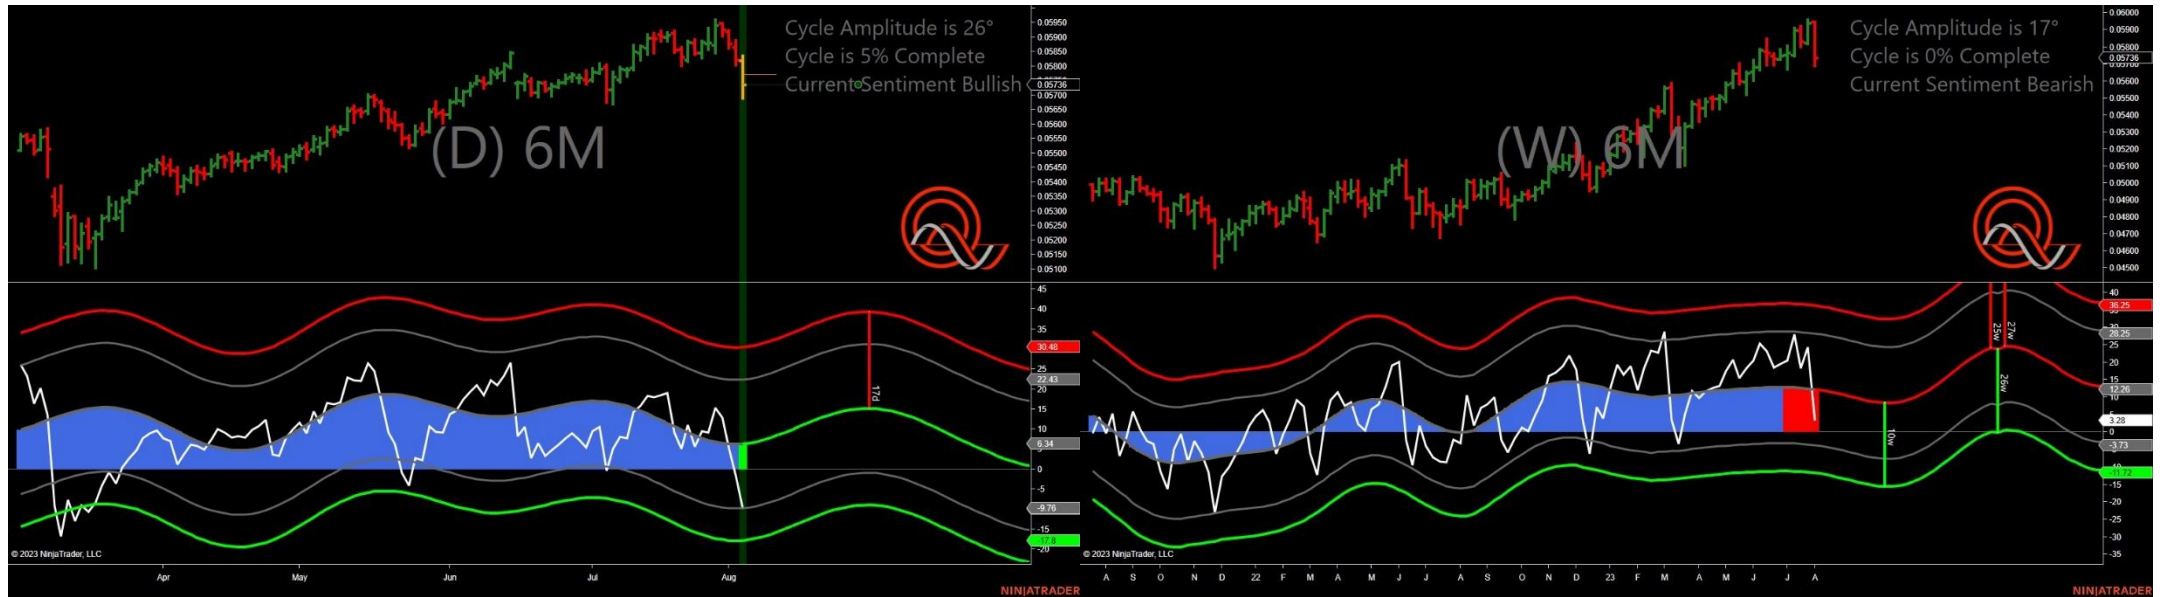 Cycle Amplitude is 26°
Cycle is 5% Complete
Current Sentiment Bullish
(D) 6M
0.05950
0.05900
0.05850
0.05800
0.05736
0.05700
0.05650
0.05600
0.05550
0.05500
0.05450
0.05400
0.05350
0.05300
0.05250
0.05200
0.05150
0.05100
45
40
35
30.48
25
22.43
20
15
10
6.34
0
-5
-9.76
-15
-17.8
-20
17d
© 2023 NinjaTrader, LLC
Apr
May
Jun
Jul
Aug
NINJATRADER
Cycle Amplitude is 17°
Cycle is 0% Complete
Current Sentiment Bearish
(W) 6M
0.06000
0.05900
0.05800
0.05736
0.05600
0.05500
0.05400
0.05300
0.05200
0.05100
0.05000
0.04900
0.04800
0.04700
0.04600
0.04500
40
36.25
28.25
25
20
15
12.26
10
3.28
0
-3.73
-11.72
-15
-20
-25
-30
-35
10w
25w
26w
27w
© 2023 NinjaTrader, LLC
A S O N D 22 F M A M J J A S O N D 23 F M A M J J A
NINJATRADER